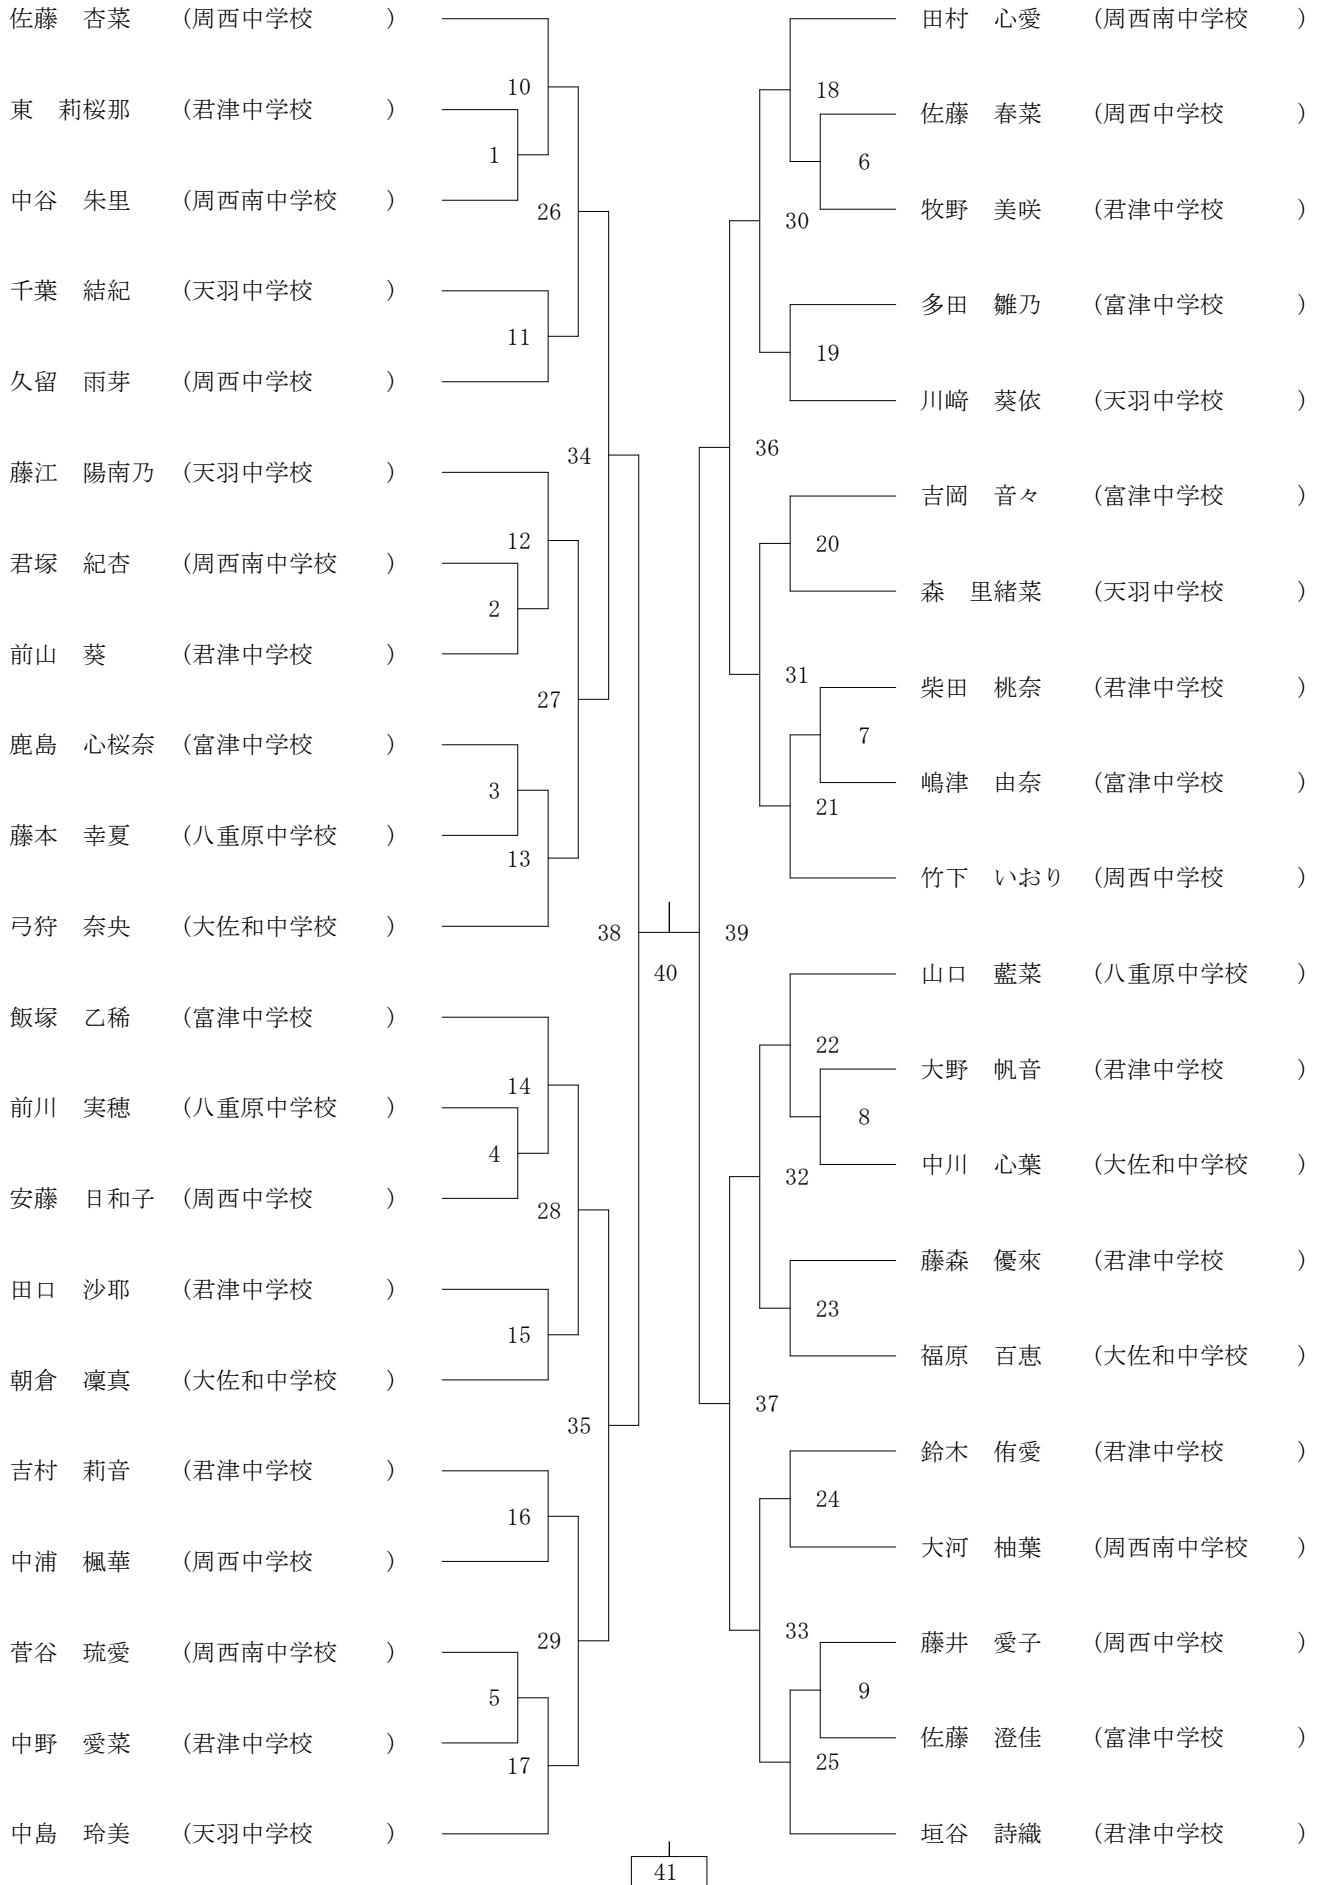 佐藤　杏菜　（周西中学校　）
10
東　莉桜那　（君津中学校　）
1
中谷　朱里　（周西南中学校　）
26
千葉　結紀　（天羽中学校　）
11
久留　雨芽　（周西中学校　）
34
藤江　陽南乃　（天羽中学校　）
12
君塚　紀杏　（周西南中学校　）
2
前山　葵　（君津中学校　）
27
鹿島　心桜奈　（富津中学校　）
3
藤本　幸夏　（八重原中学校　）
13
弓狩　奈央　（大佐和中学校　）
38
飯塚　乙稀　（富津中学校　）
14
前川　実穂　（八重原中学校　）
4
安藤　日和子　（周西中学校　）
28
田口　沙耶　（君津中学校　）
15
朝倉　凜真　（大佐和中学校　）
35
吉村　莉音　（君津中学校　）
16
中浦　楓華　（周西中学校　）
29
菅谷　琉愛　（周西南中学校　）
5
中野　愛菜　（君津中学校　）
17
中島　玲美　（天羽中学校　）
40
41
田村　心愛　（周西南中学校　）
18
佐藤　春菜　（周西中学校　）
6
牧野　美咲　（君津中学校　）
30
多田　雛乃　（富津中学校　）
19
川﨑　葵依　（天羽中学校　）
36
吉岡　音々　（富津中学校　）
20
森　里緒菜　（天羽中学校　）
31
柴田　桃奈　（君津中学校　）
7
嶋津　由奈　（富津中学校　）
21
竹下　いおり　（周西中学校　）
39
山口　藍菜　（八重原中学校　）
22
大野　帆音　（君津中学校　）
8
中川　心葉　（大佐和中学校　）
32
藤森　優來　（君津中学校　）
23
福原　百恵　（大佐和中学校　）
37
鈴木　侑愛　（君津中学校　）
24
大河　柚葉　（周西南中学校　）
33
藤井　愛子　（周西中学校　）
9
佐藤　澄佳　（富津中学校　）
25
垣谷　詩織　（君津中学校　）